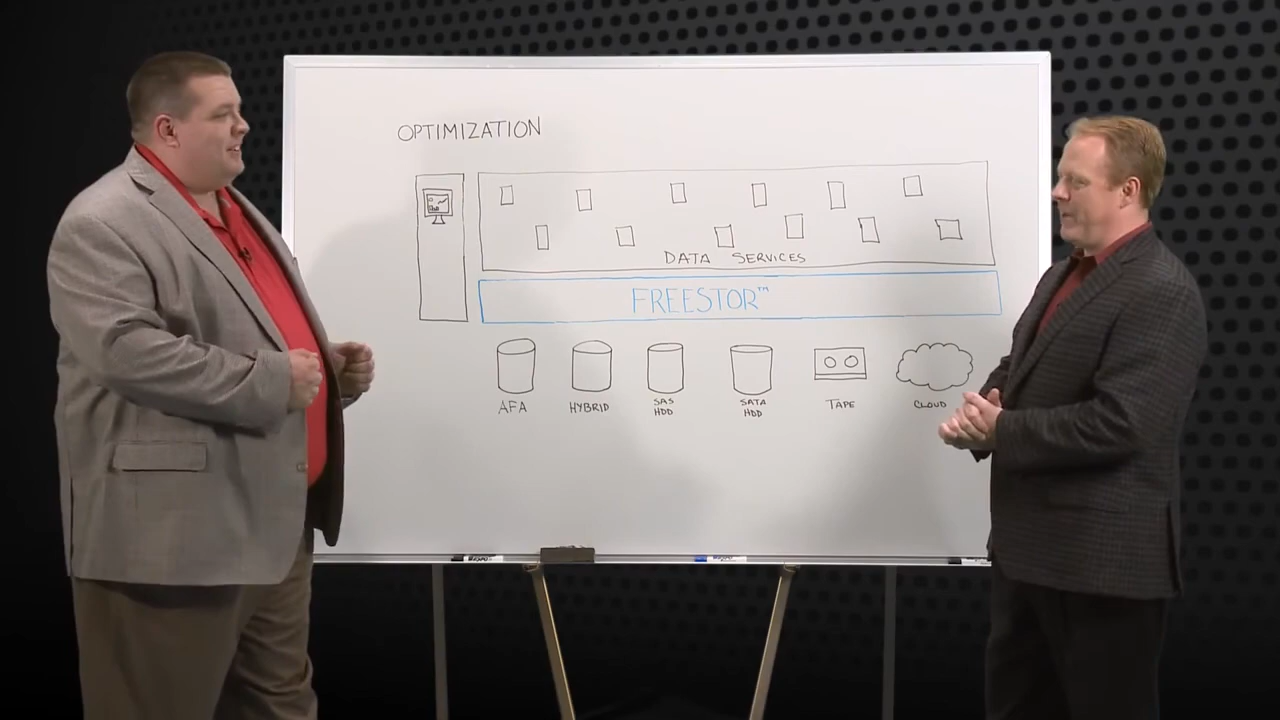 OPTIMIZATION
DATA SERVICES
FREESTOR™
AFA
HYBRID
SAS
HDD
SATA
HDD
TAPE
CLOUD